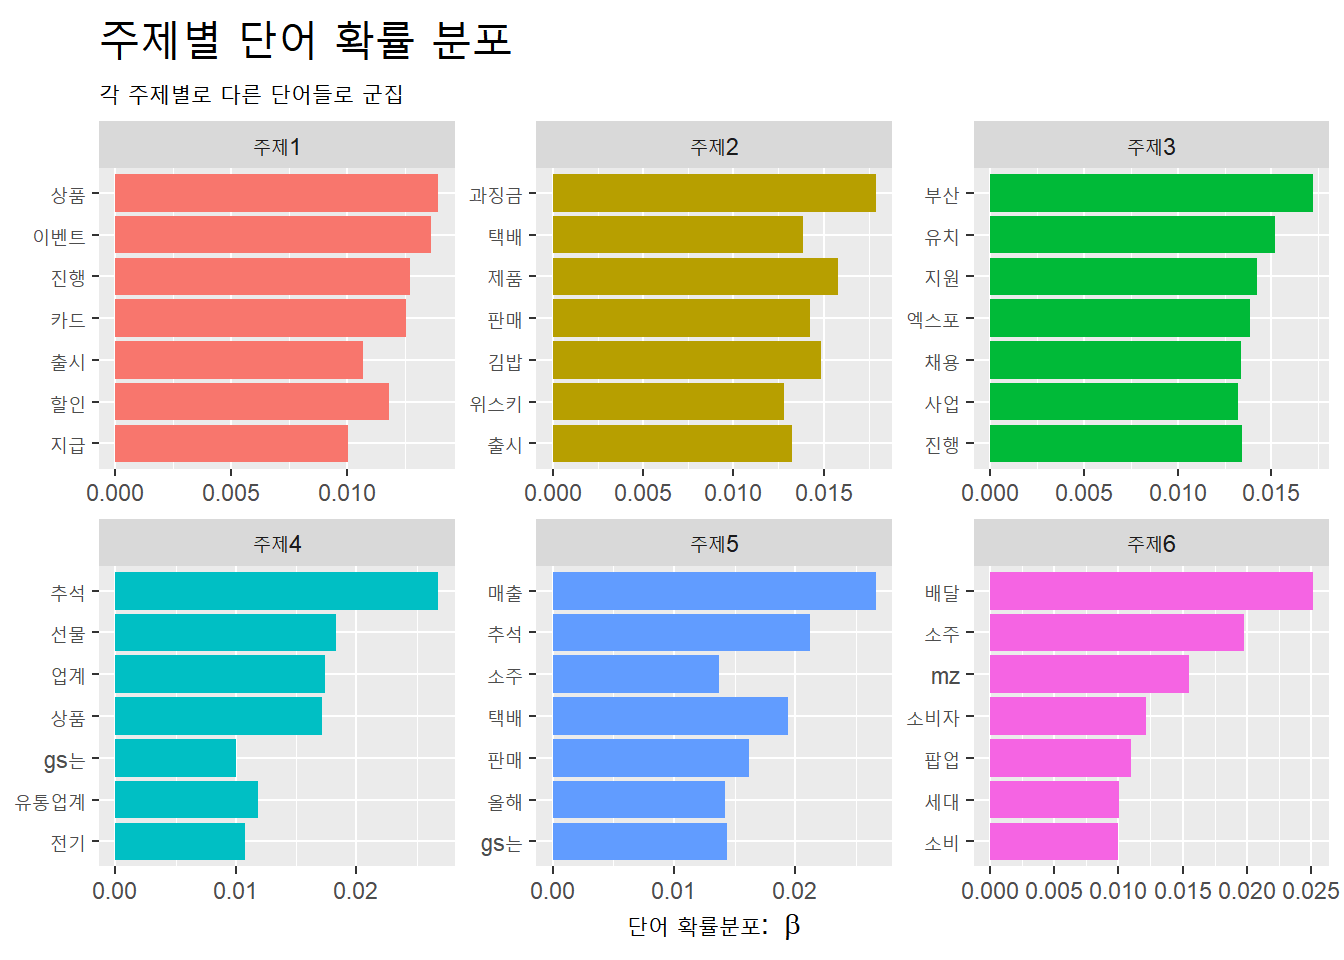 주제별 단어 확률 분포
각 주제별로 다른 단어들로 군집
주제1
상품
이벤트
진행
카드
출시
할인
지급
0.000 0.005 0.010
주제2
과징금
택배
제품
판매
김밥
위스키
출시
0.000 0.005 0.010 0.015
주제3
부산
유치
지원
엑스포
채용
사업
진행
0.000 0.005 0.010 0.015
주제4
추석
선물
업계
상품
gs는
유통업계
전기
0.00 0.01 0.02
주제5
매출
추석
소주
택배
판매
올해
gs는
0.00 0.01 0.02
주제6
배달
소주
mz
소비자
팝업
세대
소비
0.000 0.005 0.010 0.015 0.020 0.025
단어 확률분포: β